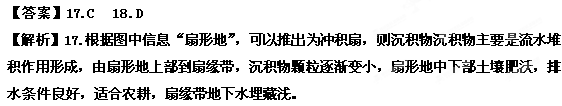 【答案】17.C 18.D
【解析】17.根据图中信息“扇形地”，可以推出为冲积扇，则沉积物沉积物主要是流水堆
积作用形成，由扇形地上部到扇缘带，沉积物颗粒逐渐变小，扇形地中下部土壤肥沃，排
水条件良好，适合农耕，扇缘带地下水埋藏浅。